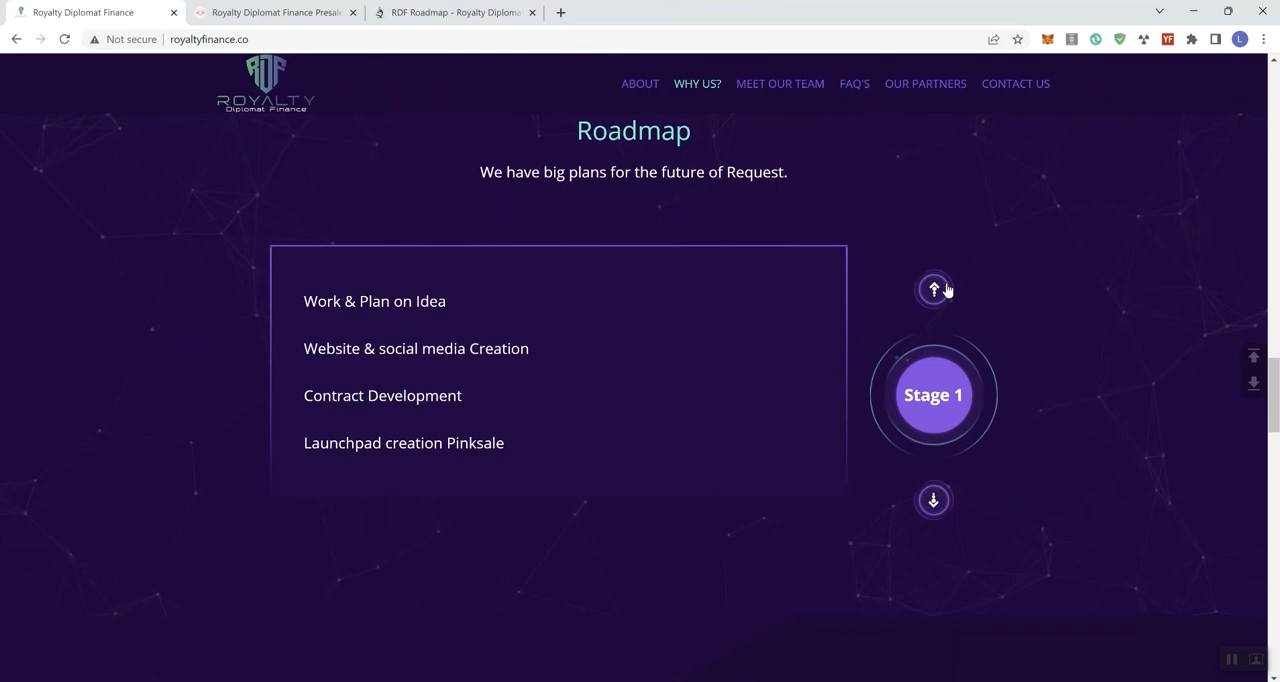 Royalty Diplomat Finance
Royalty Diplomat Finance Presale
RDF Roadmap - Royalty Diploma
Not secure
royaltyfinance.co
YF
L
RDF
ROYALTY
Diplomat Finance
ABOUT
WHY US?
MEET OUR TEAM
FAQ'S
OUR PARTNERS
CONTACT US
Roadmap
We have big plans for the future of Request.
Work & Plan on Idea
Website & social media Creation
Contract Development
Launchpad creation Pinksale
Stage 1